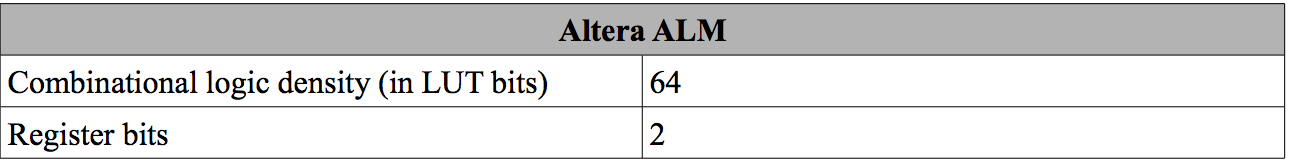 Altera ALM
Combinational logic density (in LUT bits) 64
Register bits 2